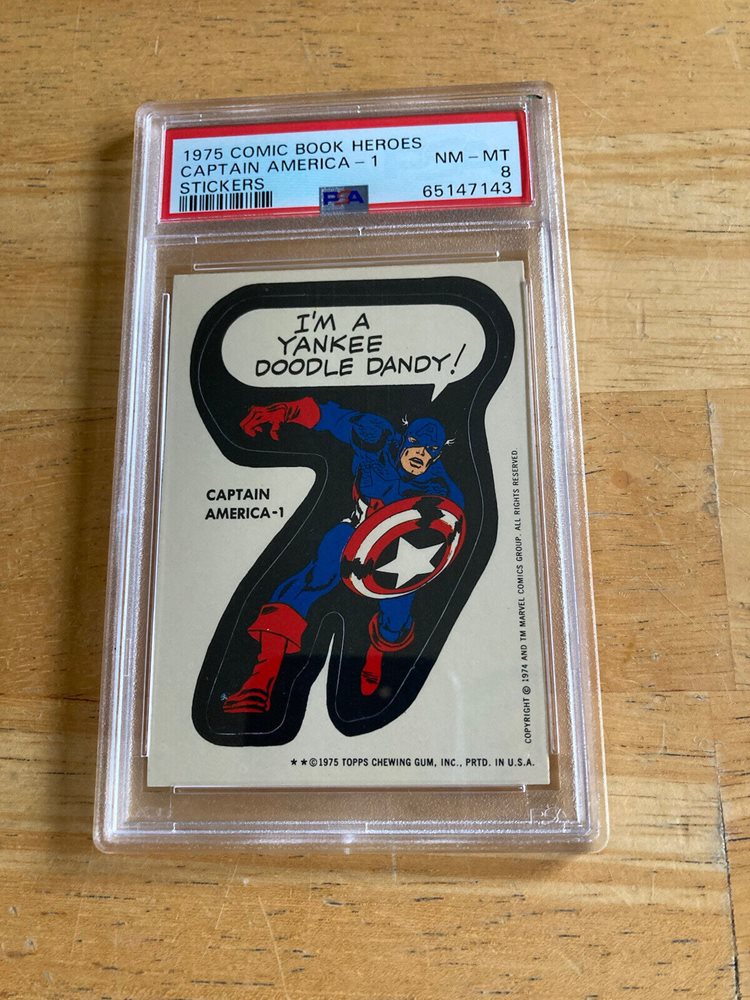 1975 COMIC BOOK HEROES
CAPTAIN AMERICA - 1
STICKERS
NM - MT
8
65147143
PSA
I'M A
YANKEE
DOODLE DANDY!
CAPTAIN
AMERICA-1
COPYRIGHT © 1974 AND TM MARVEL COMICS GROUP. ALL RIGHTS RESERVED
★★©1975 TOPPS CHEWING GUM, INC., PRTD. IN U.S.A.
PSA